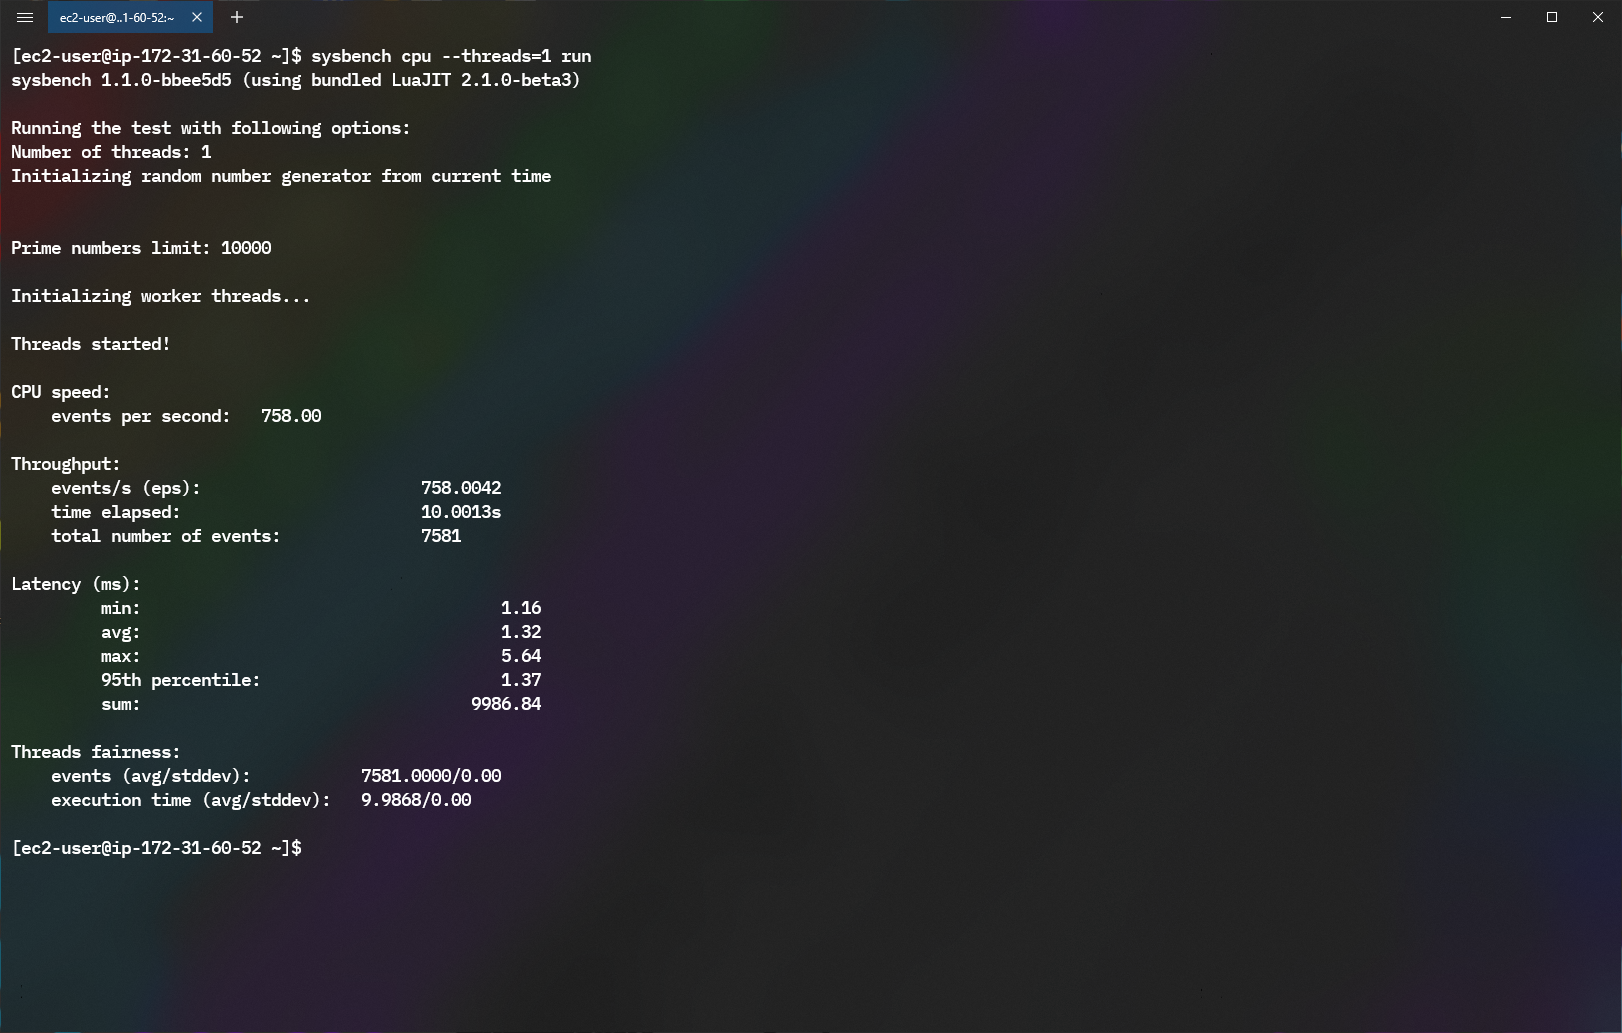 ec2-user@..1-60-52:~
[ec2-user@ip-172-31-60-52 ~]$ sysbench cpu --threads=1 run
sysbench 1.1.0-bbee5d5 (using bundled LuaJIT 2.1.0-beta3)
Running the test with following options:
Number of threads: 1
Initializing random number generator from current time
Prime numbers limit: 10000
Initializing worker threads...
Threads started!
CPU speed:
events per second: 758.00
Throughput:
events/s (eps): 758.0042
time elapsed: 10.0013s
total number of events: 7581
Latency (ms):
min: 1.16
avg: 1.32
max: 5.64
95th percentile: 1.37
sum: 9986.84
Threads fairness:
events (avg/stddev): 7581.0000/0.00
execution time (avg/stddev): 9.9868/0.00
[ec2-user@ip-172-31-60-52 ~]$